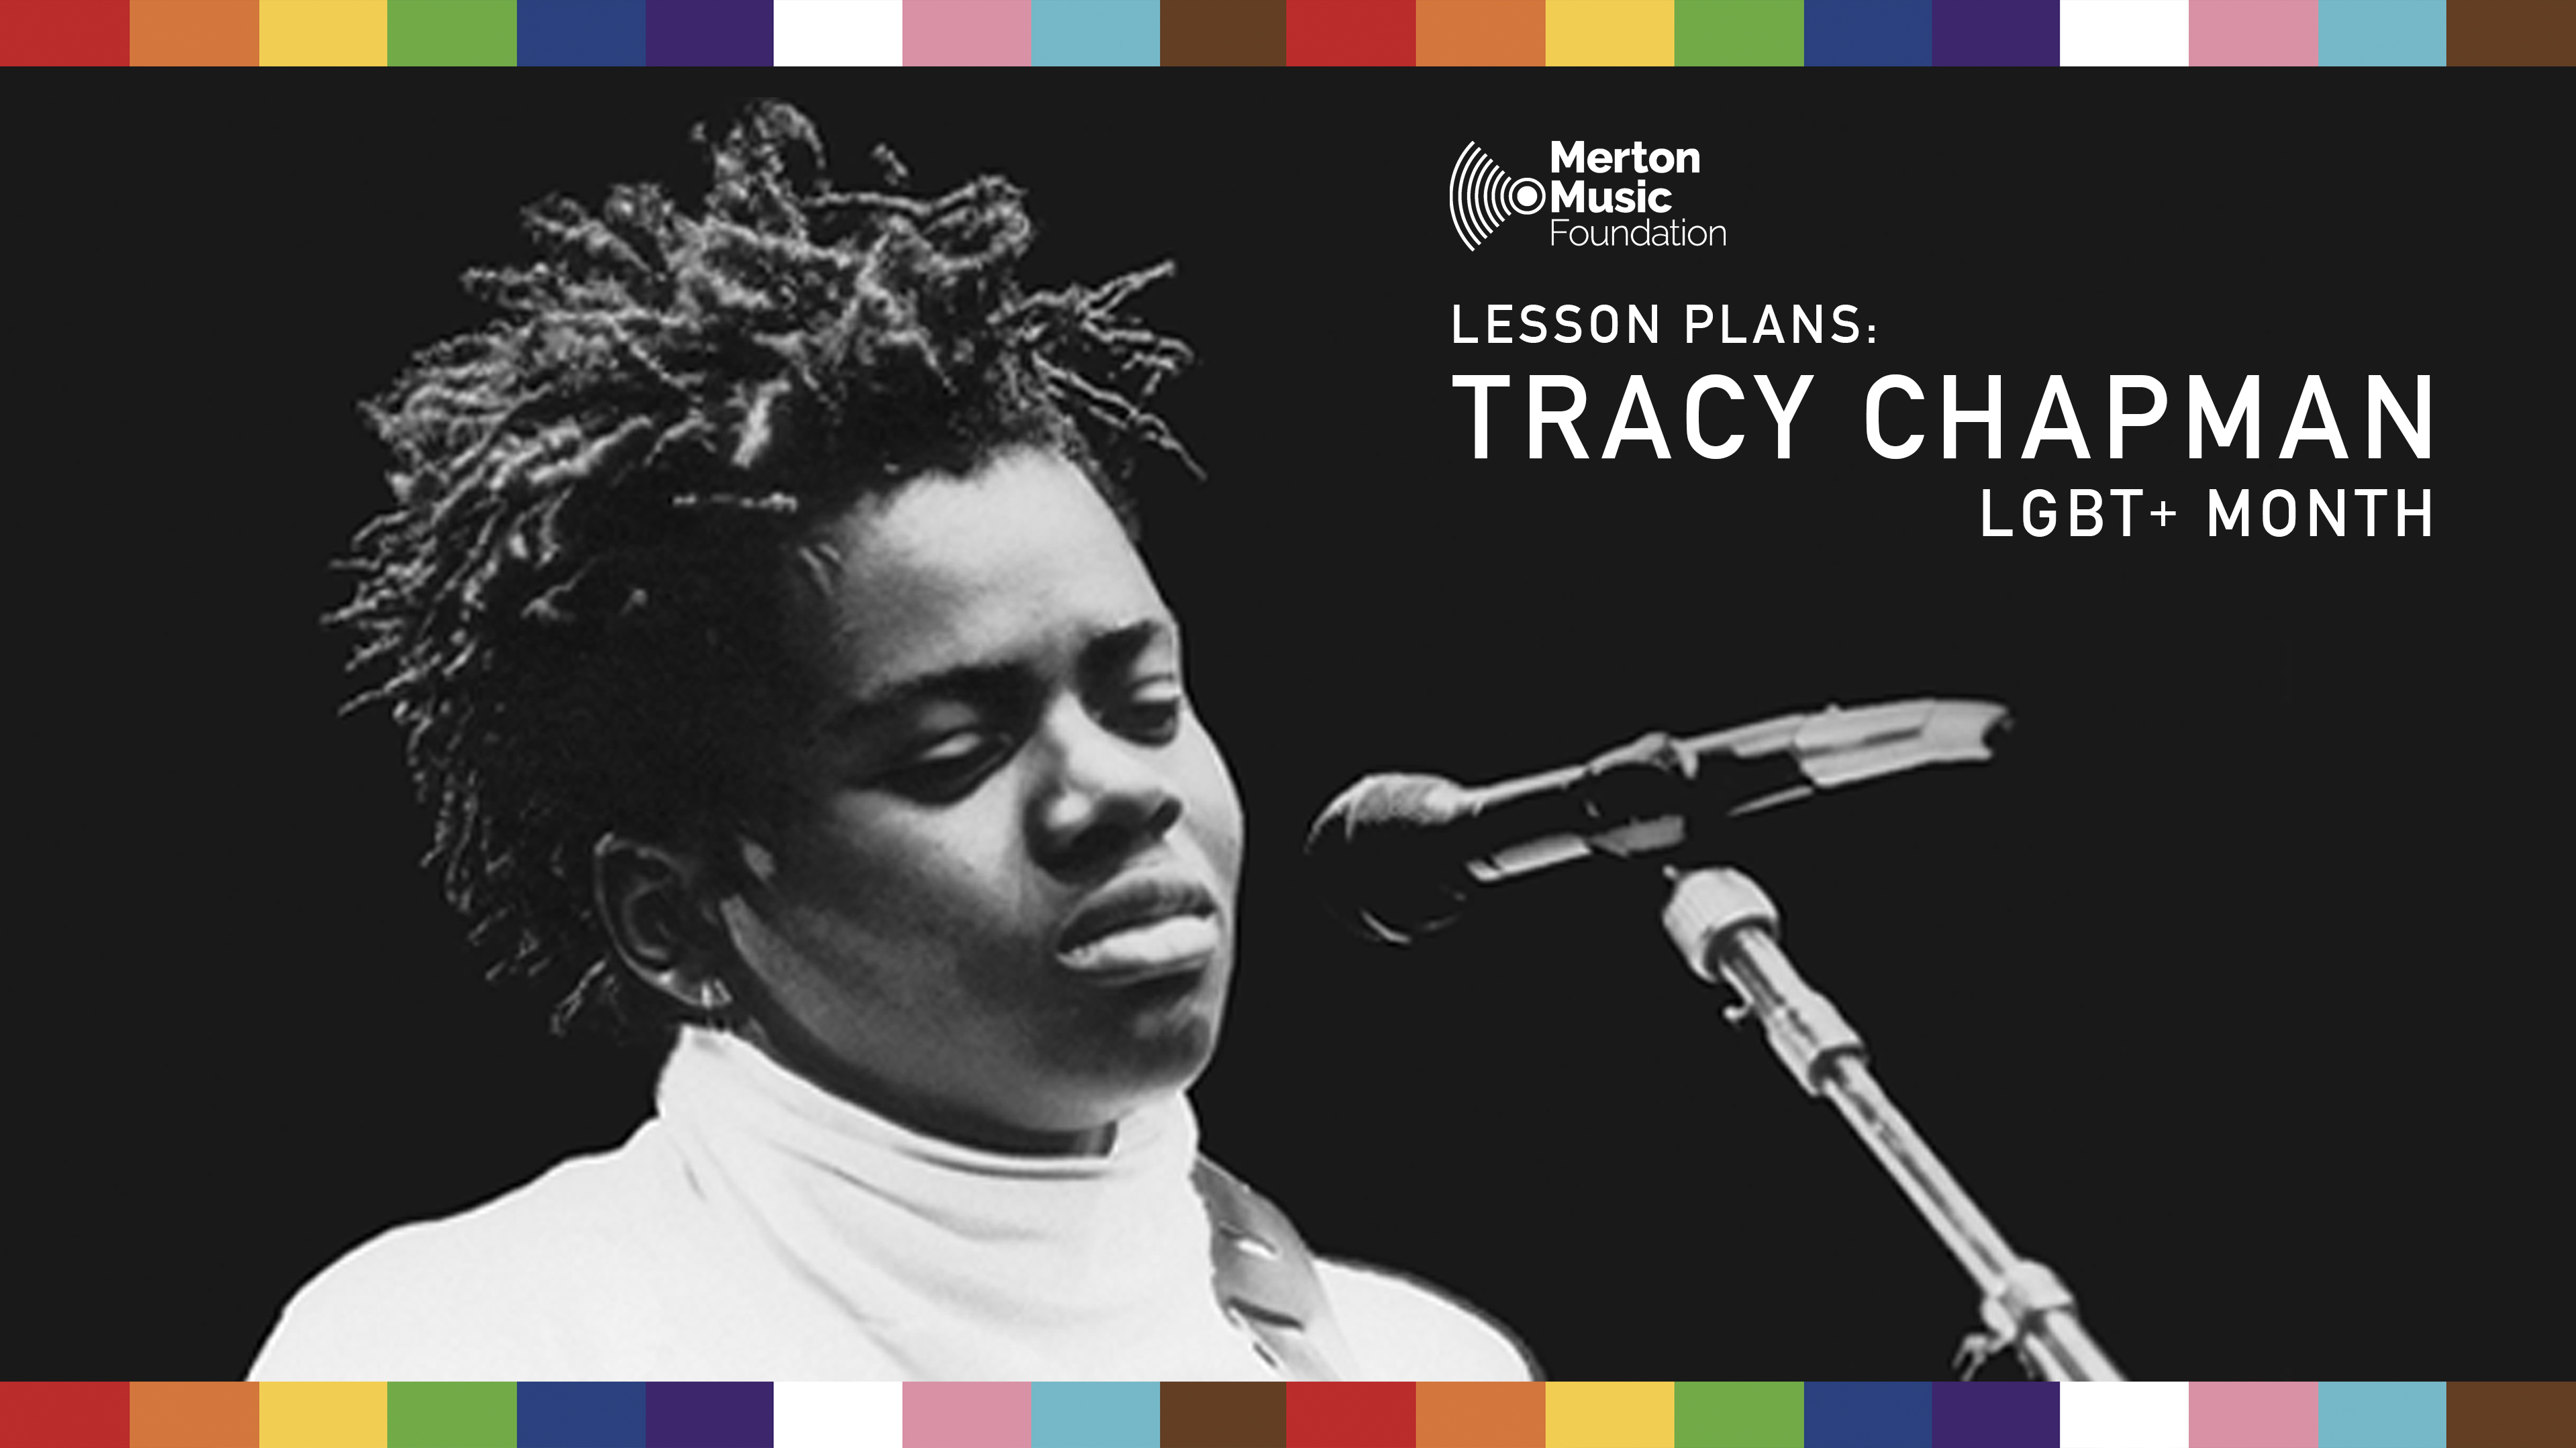 Merton
Music
Foundation
LESSON PLANS:
TRACY CHAPMAN
LGBT+ MONTH